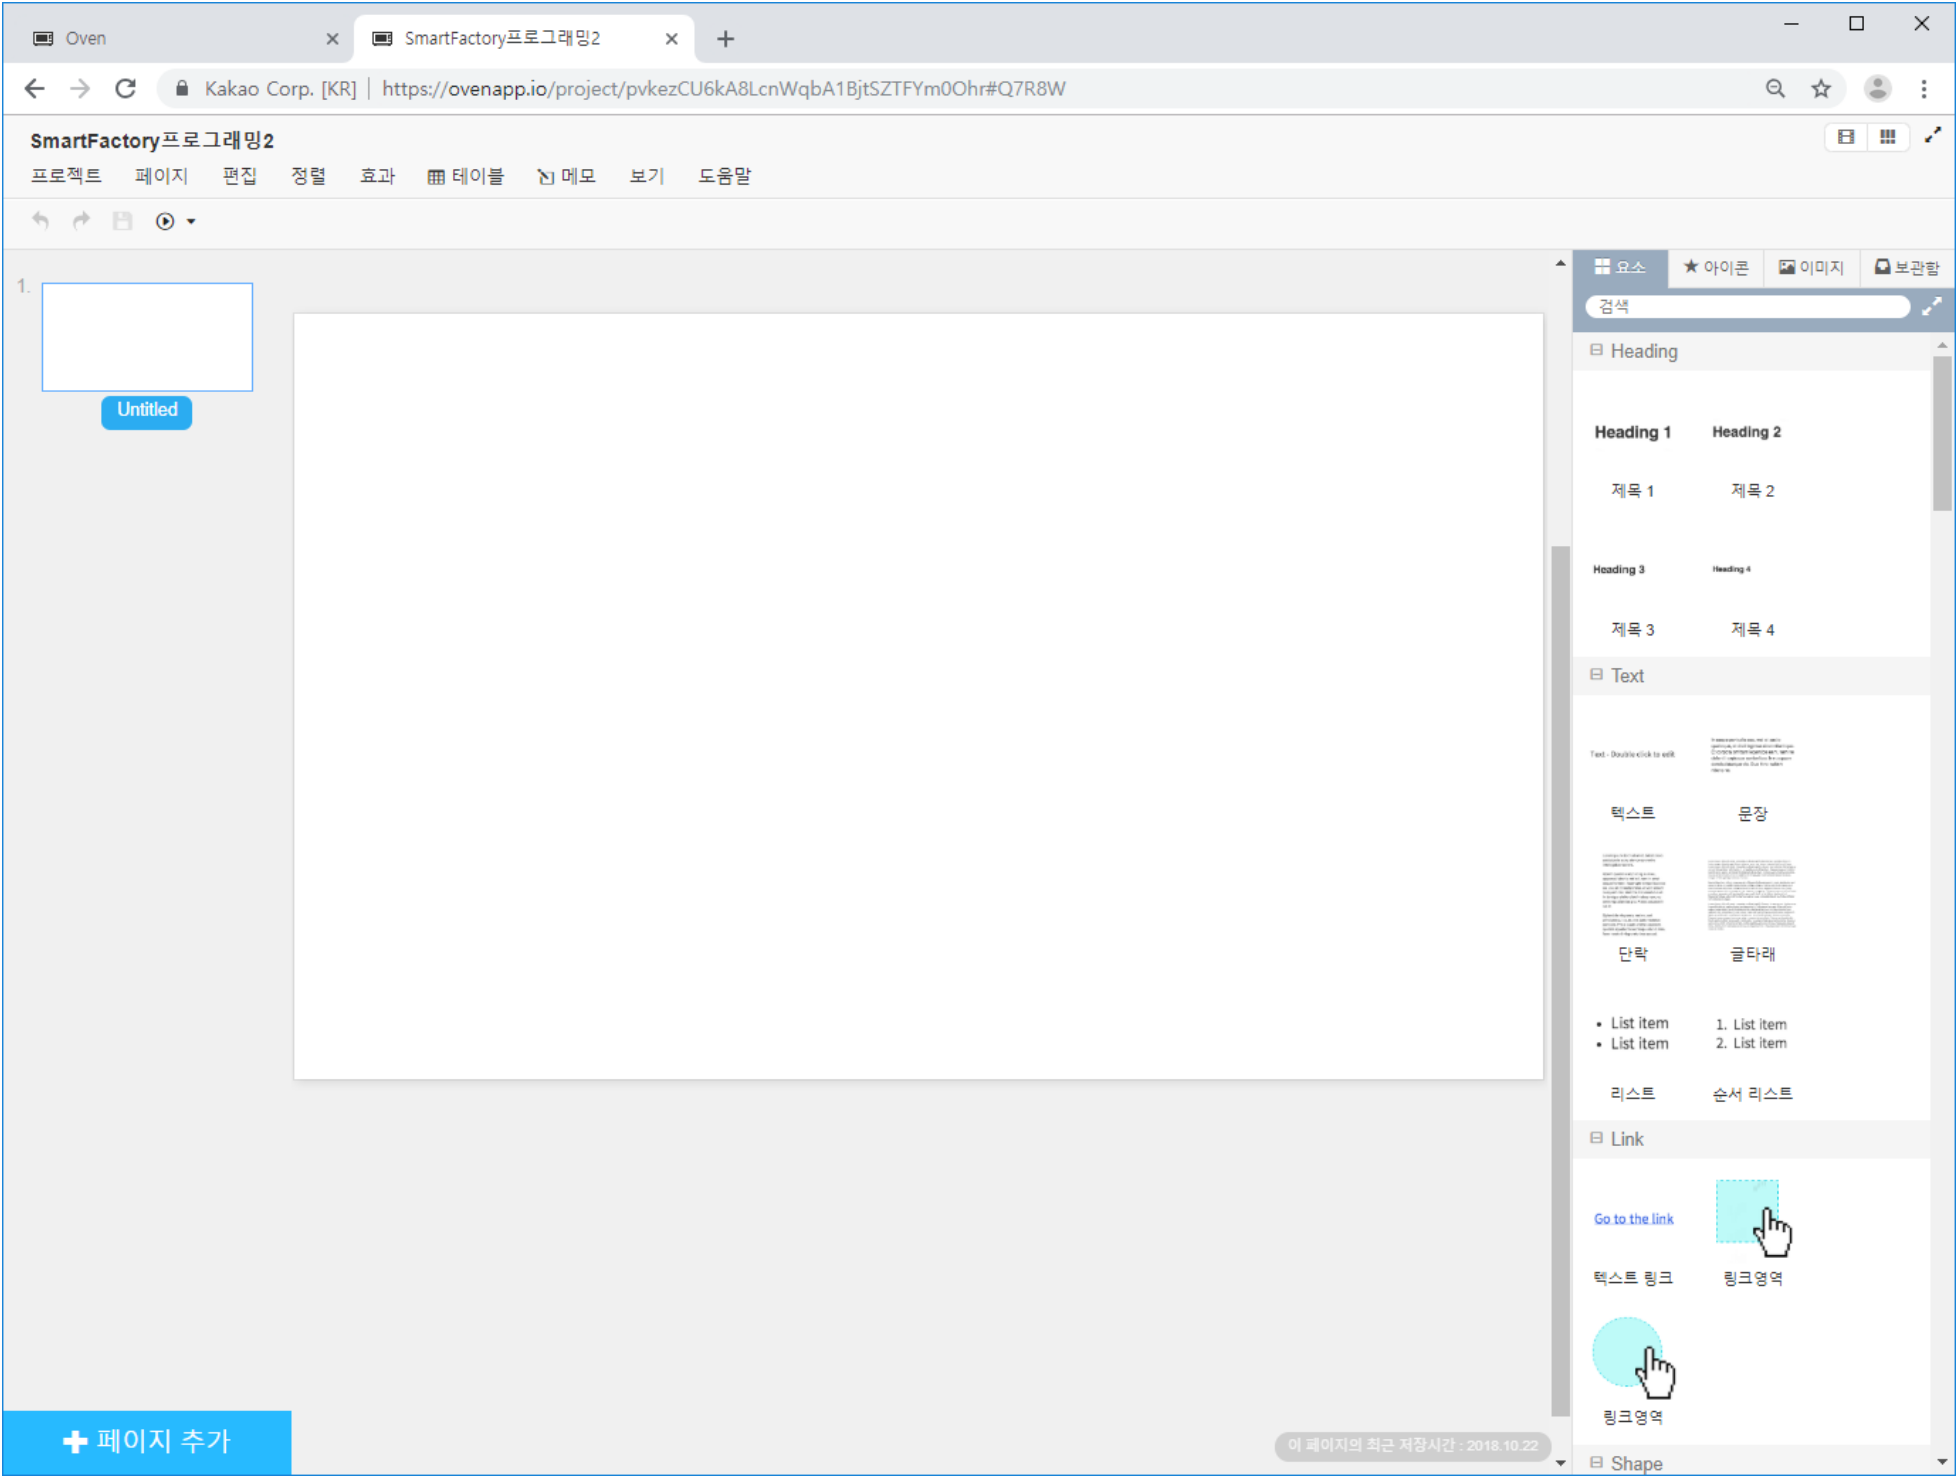 Oven
SmartFactory프로그래밍2
Kakao Corp. [KR] | https://ovenapp.io/project/pvkezCU6kA8LcnWqbA1BjtSZTFYm0Ohr#Q7R8W
SmartFactory프로그래밍2
프로젝트 페이지 편집 정렬 효과 테이블 메모 보기 도움말
요소 아이콘 이미지 보관함
검색
1.
Untitled
Heading
Heading 1 Heading 2
제목 1 제목 2
Heading 3 Heading 4
제목 3 제목 4
Text
Text - Double click to edit
텍스트 문장
단락 글타래
• List item
• List item
1. List item
2. List item
리스트 순서 리스트
Link
Go to the link
텍스트 링크 링크영역
링크영역
Shape
페이지 추가
이 페이지의 최근 저장시간 : 2018.10.22